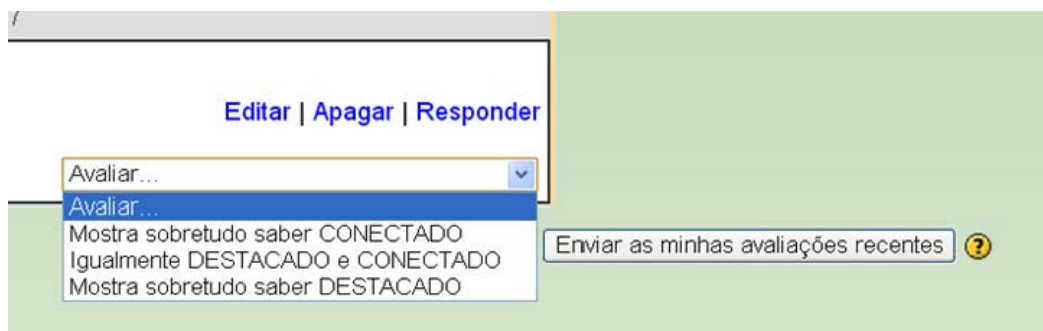 Editar | Apagar | Responder
Avaliar...
Avaliar...
Mostra sobretudo saber CONECTADO
Igualmente DESTACADO e CONECTADO
Mostra sobretudo saber DESTACADO
Enviar as minhas avaliações recentes ?